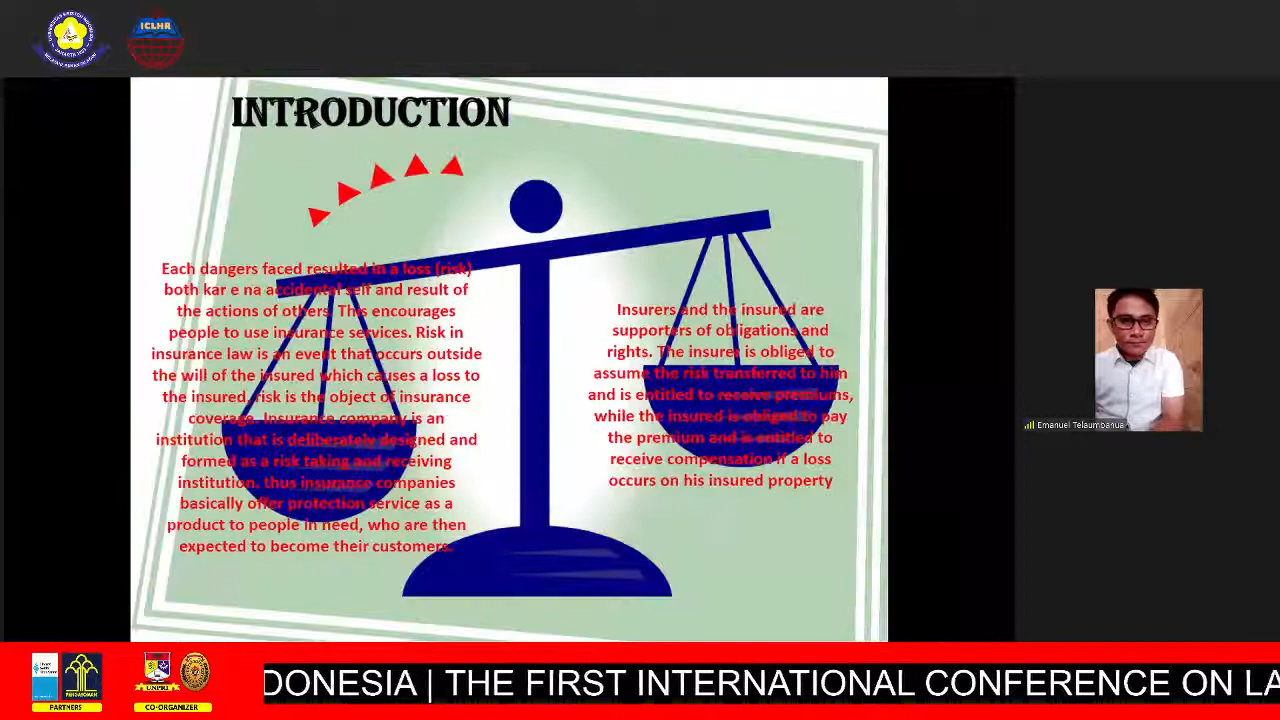 ICLHR
INTRODUCTION
Each dangers faced resulted in a loss (risk)
both kar e na accidental self and result of
the actions of others. This encourages
people to use insurance services. Risk in
insurance law is an event that occurs outside
the will of the insured which causes a loss to
the insured, risk is the object of insurance
coverage. Insurance company is an
institution that is deliberately designed and
formed as a risk taking and receiving
institution. thus insurance companies
basically offer protection service as a
product to people in need, who are then
expected to become their customers.
Insurers and the insured are
supporters of obligations and
rights. The insurer is obliged to
assume the risk transferred to him
and is entitled to receive premiums,
while the insured is obliged to pay
the premium and is entitled to
receive compensation if a loss
occurs on his insured property
Emanuel Telaumbanua
PENGAYOMAN
UNPRI
PARTNERS
CO-ORGANIZER
DONESIA | THE FIRST INTERNATIONAL CONFERENCE ON LA